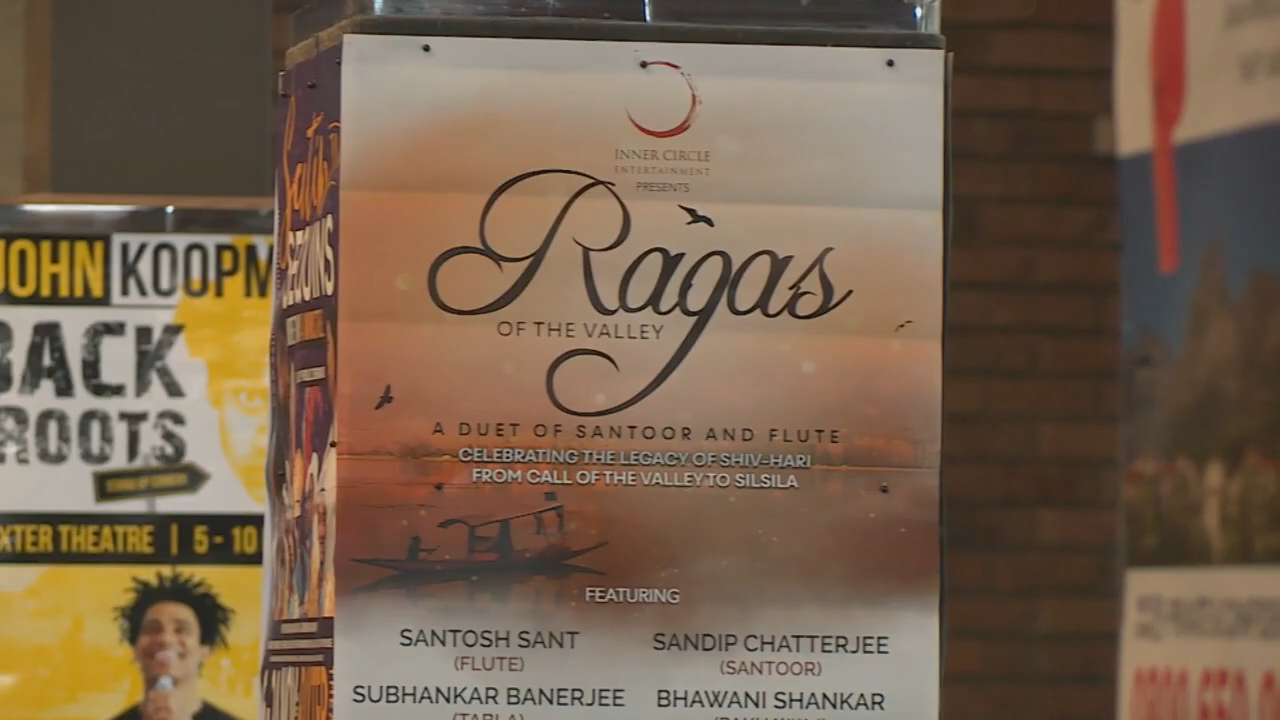 INNER CIRCLE
ENTERTAINMENT
PRESENTS
Ragas
OF THE VALLEY
A DUET OF SANTOOR AND FLUTE
CELEBRATING THE LEGACY OF SHIV-HARI
FROM CALL OF THE VALLEY TO SILSILA
FEATURING
SANTOSH SANT
(FLUTE)
SANDIP CHATTERJEE
(SANTOOR)
SUBHANKAR BANERJEE
(TABLA)
BHAWANI SHANKAR
JOHN KOOPM
BACK
ROOTS
XTER THEATRE | 5 - 10